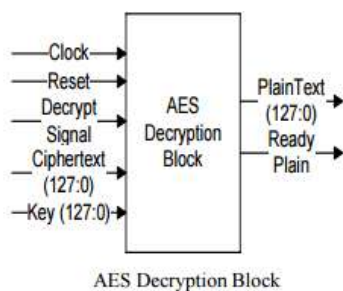 Clock
Reset
Decrypt
Signal
Ciphertext
(127:0)
Key (127:0)
AES
Decryption
Block
PlainText
(127:0)
Ready
Plain
AES Decryption Block